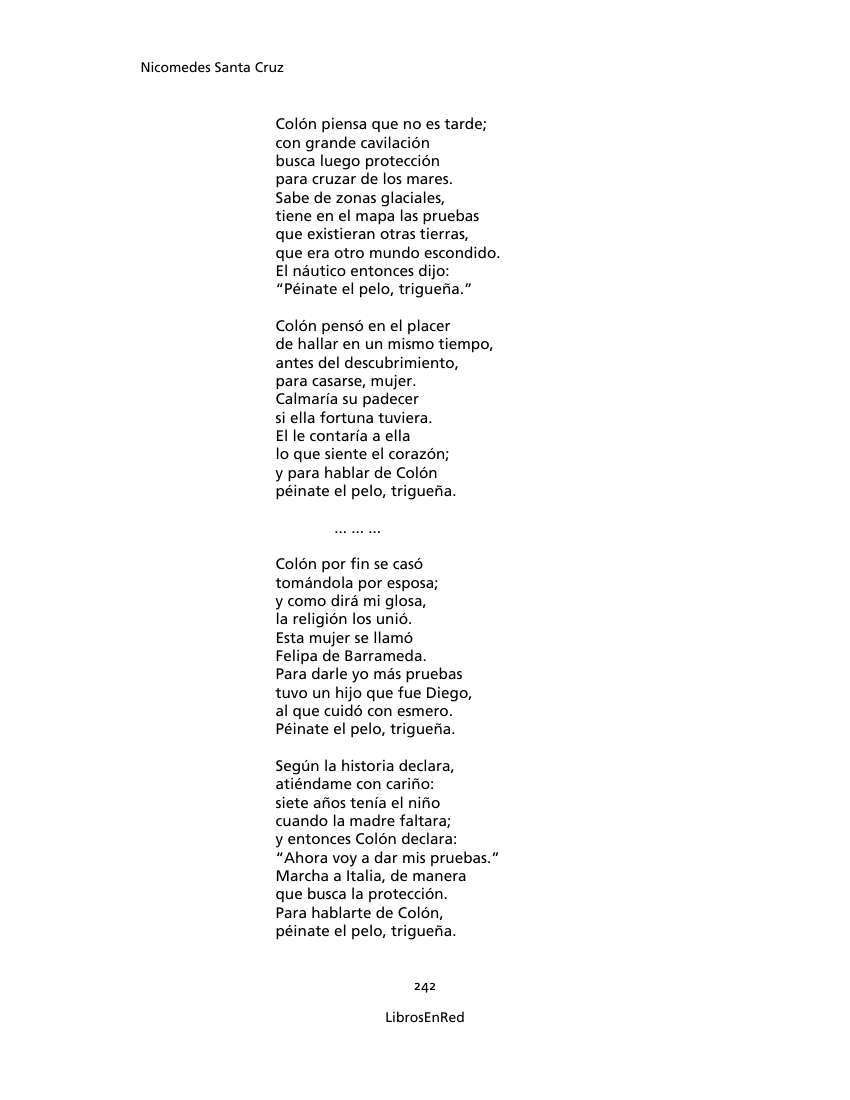 Nicomedes Santa Cruz
Colón piensa que no es tarde;
con grande cavilación
busca luego protección
para cruzar de los mares.
Sabe de zonas glaciales,
tiene en el mapa las pruebas
que existieran otras tierras,
que era otro mundo escondido.
El náutico entonces dijo:
“Péinate el pelo, trigueña.”
Colón pensó en el placer
de hallar en un mismo tiempo,
antes del descubrimiento,
para casarse, mujer.
Calmaría su padecer
si ella fortuna tuviera.
El le contaría a ella
lo que siente el corazón;
y para hablar de Colón
péinate el pelo, trigueña.
... ... ...
Colón por fin se casó
tomándola por esposa;
y como dirá mi glosa,
la religión los unió.
Esta mujer se llamó
Felipa de Barrameda.
Para darle yo más pruebas
tuvo un hijo que fue Diego,
al que cuidó con esmero.
Péinate el pelo, trigueña.
Según la historia declara,
atiéndame con cariño:
siete años tenía el niño
cuando la madre faltara;
y entonces Colón declara:
“Ahora voy a dar mis pruebas.”
Marcha a Italia, de manera
que busca la protección.
Para hablarte de Colón,
péinate el pelo, trigueña.
242
LibrosEnRed